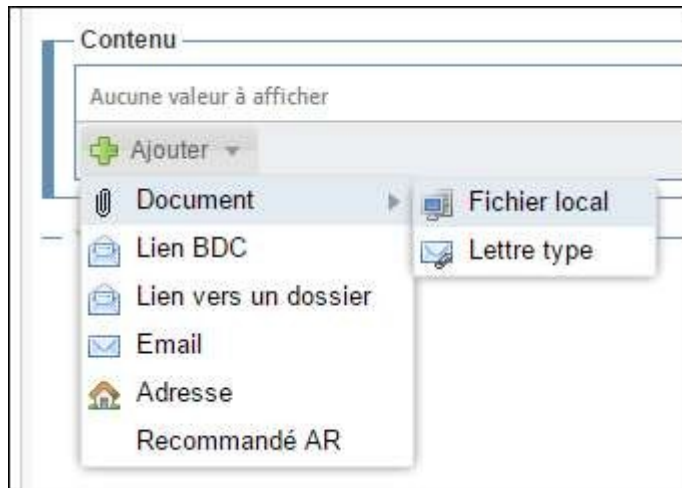 Contenu
Aucune valeur à afficher
Ajouter
Document
Fichier local
Lien BDC
Lettre type
Lien vers un dossier
Email
Adresse
Recommandé AR